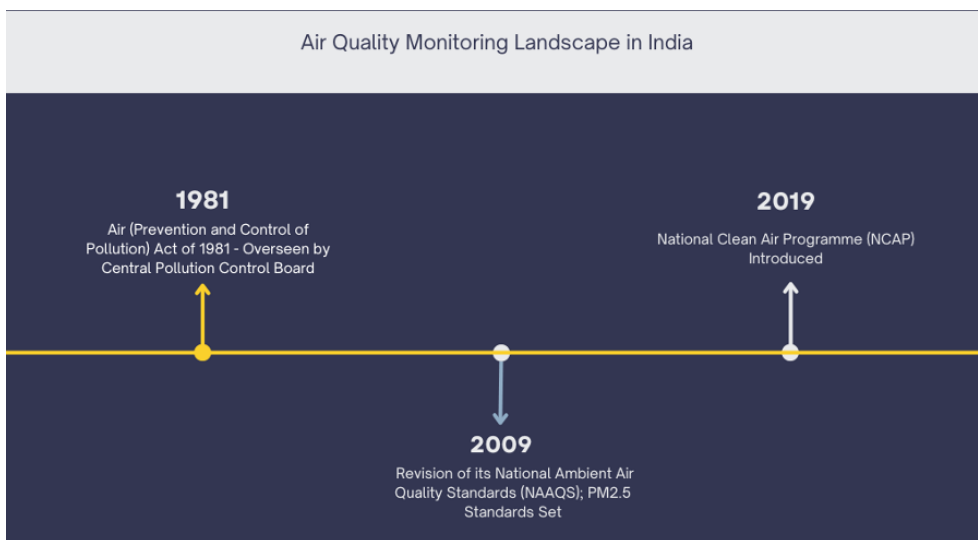 Air Quality Monitoring Landscape in India
1981
Air (Prevention and Control of
Pollution) Act of 1981 - Overseen by
Central Pollution Control Board
2009
Revision of its National Ambient Air
Quality Standards (NAAQS); PM2.5
Standards Set
2019
National Clean Air Programme (NCAP)
Introduced